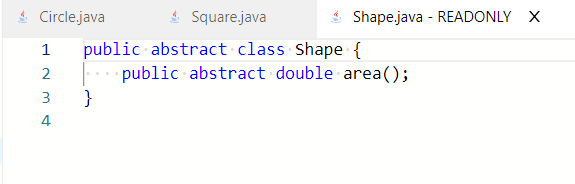 Circle.java Square.java Shape.java - READONLY X
1 public abstract class Shape {
2     public abstract double area();
3 }
4